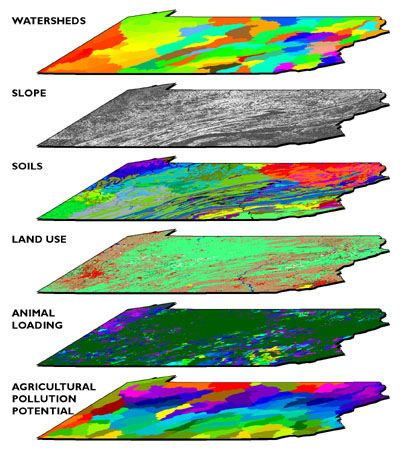 WATERSHEDS
SLOPE
SOILS
LAND USE
ANIMAL
LOADING
AGRICULTURAL
POLLUTION
POTENTIAL